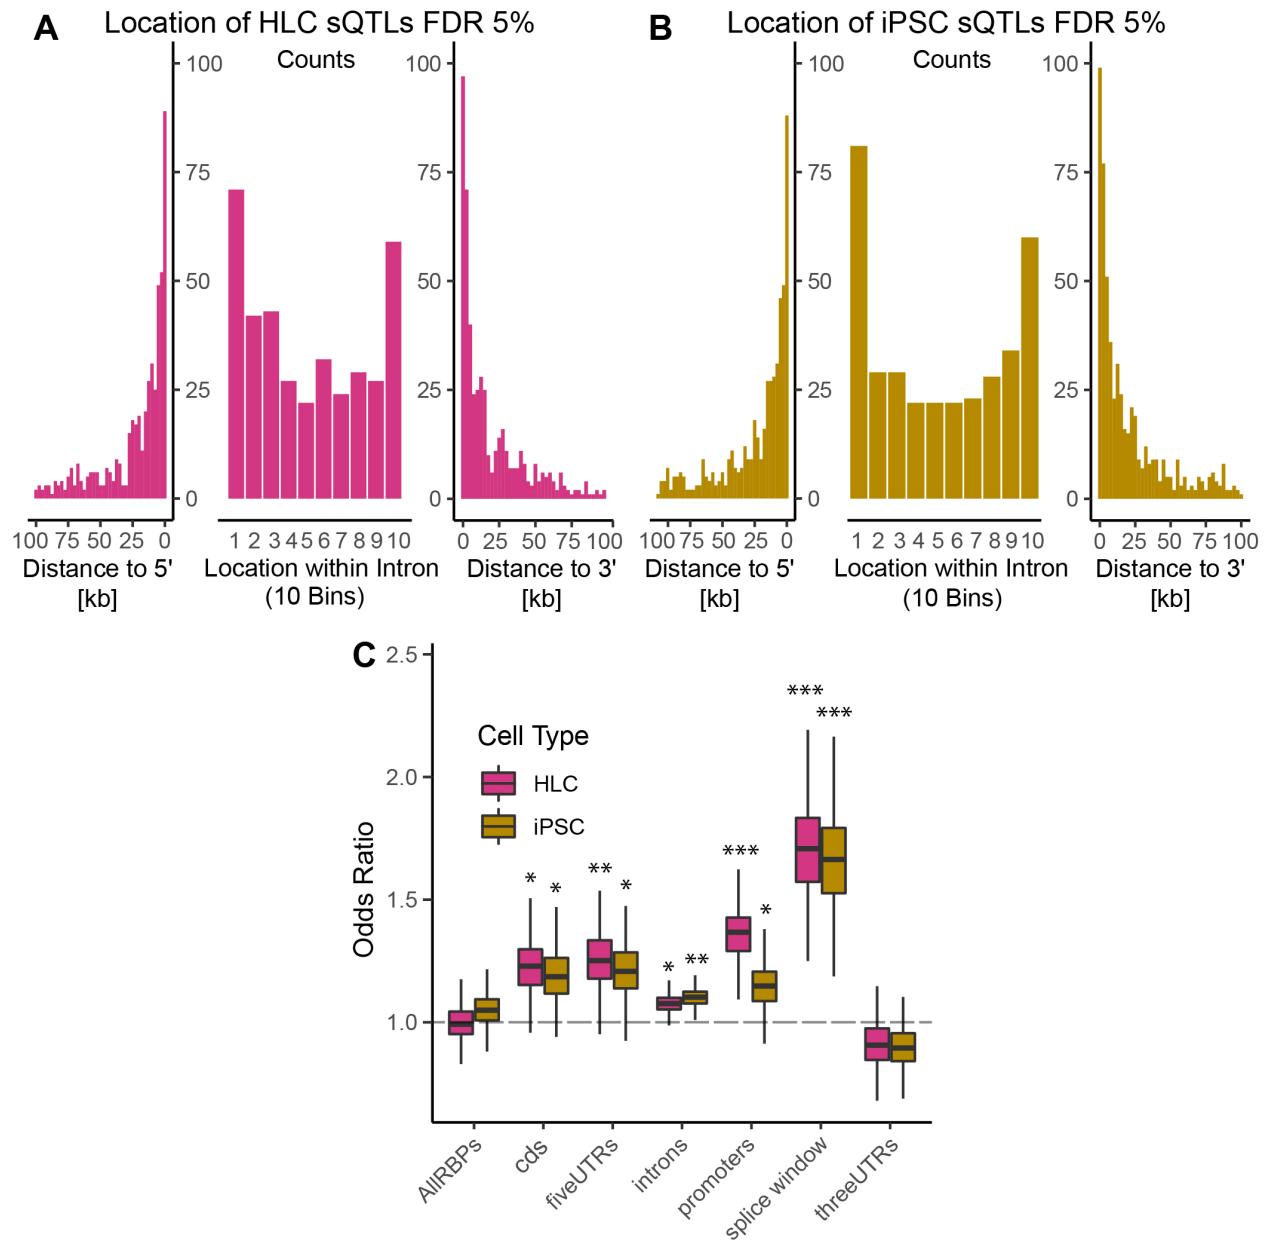 A
Location of HLC sQTLs FDR 5%
Counts
100
75
50
25
0
100
75
50
25
0
100 75 50 25 0
1 2 3 4 5 6 7 8 9 10
0 25 50 75 100
Distance to 5'
[kb]
Location within Intron
(10 Bins)
Distance to 3'
[kb]
B
Location of iPSC sQTLs FDR 5%
Counts
100
75
50
25
0
100
75
50
25
0
100 75 50 25 0
1 2 3 4 5 6 7 8 9 10
0 25 50 75 100
Distance to 5'
[kb]
Location within Intron
(10 Bins)
Distance to 3'
[kb]
C
Odds Ratio
2.5
2.0
1.5
1.0
Cell Type
HLC
iPSC
* * ** * * ** *** * *** ***
AllRBPs
cds
fiveUTRs
introns
promoters
splice window
threeUTRs